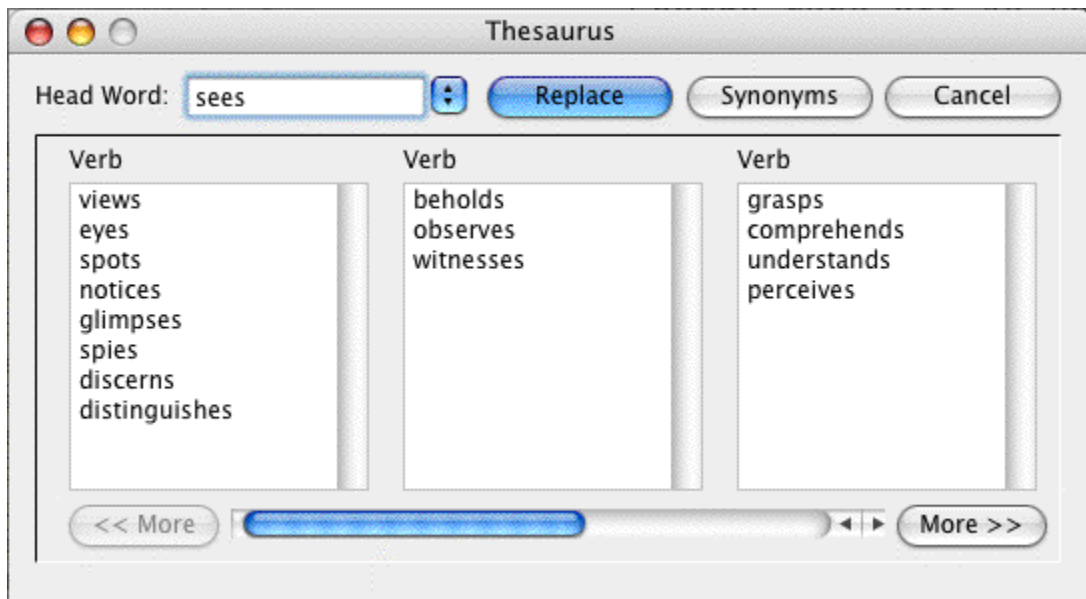 Thesaurus
Head Word: sees Replace Synonyms Cancel
Verb
views
eyes
spots
notices
glimpses
spies
discerns
distinguishes
Verb
beholds
observes
witnesses
Verb
grasps
comprehends
understands
perceives
<< More More >>